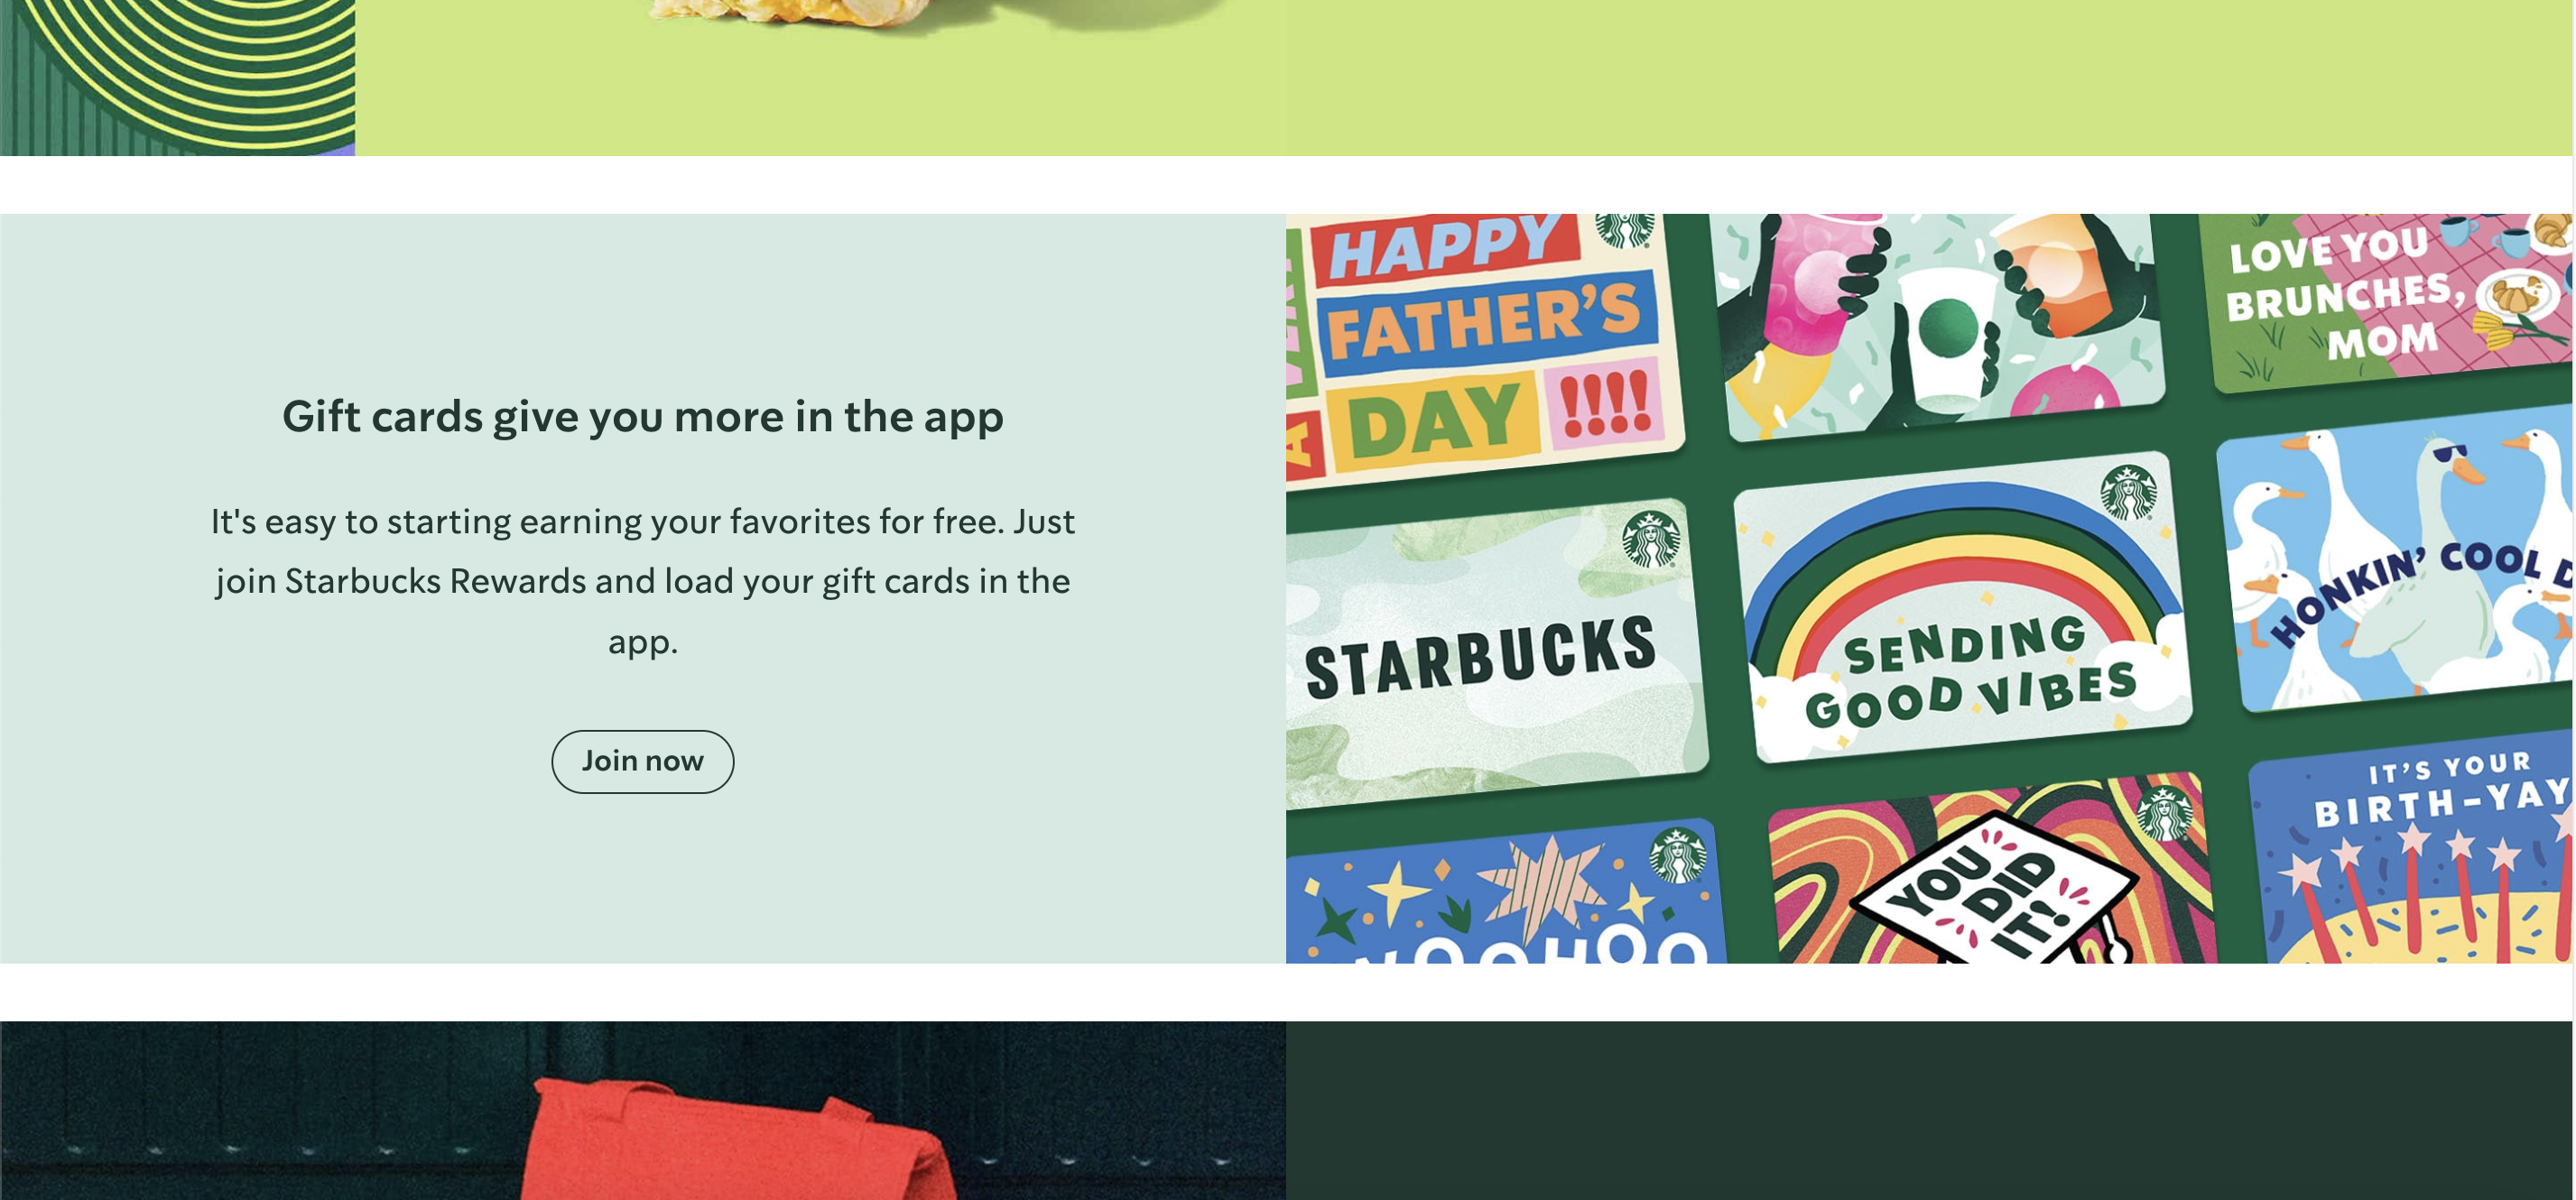 Gift cards give you more in the app
It's easy to starting earning your favorites for free. Just
join Starbucks Rewards and load your gift cards in the
app.
Join now
HAPPY
FATHER'S
A DAY !!!!
LOVE YOU
BRUNCHES,
MOM
STARBUCKS
SENDING
GOOD VIBES
HONKIN' COOL D
YOU
DID
IT!
IT'S YOUR
BIRTH-YAY